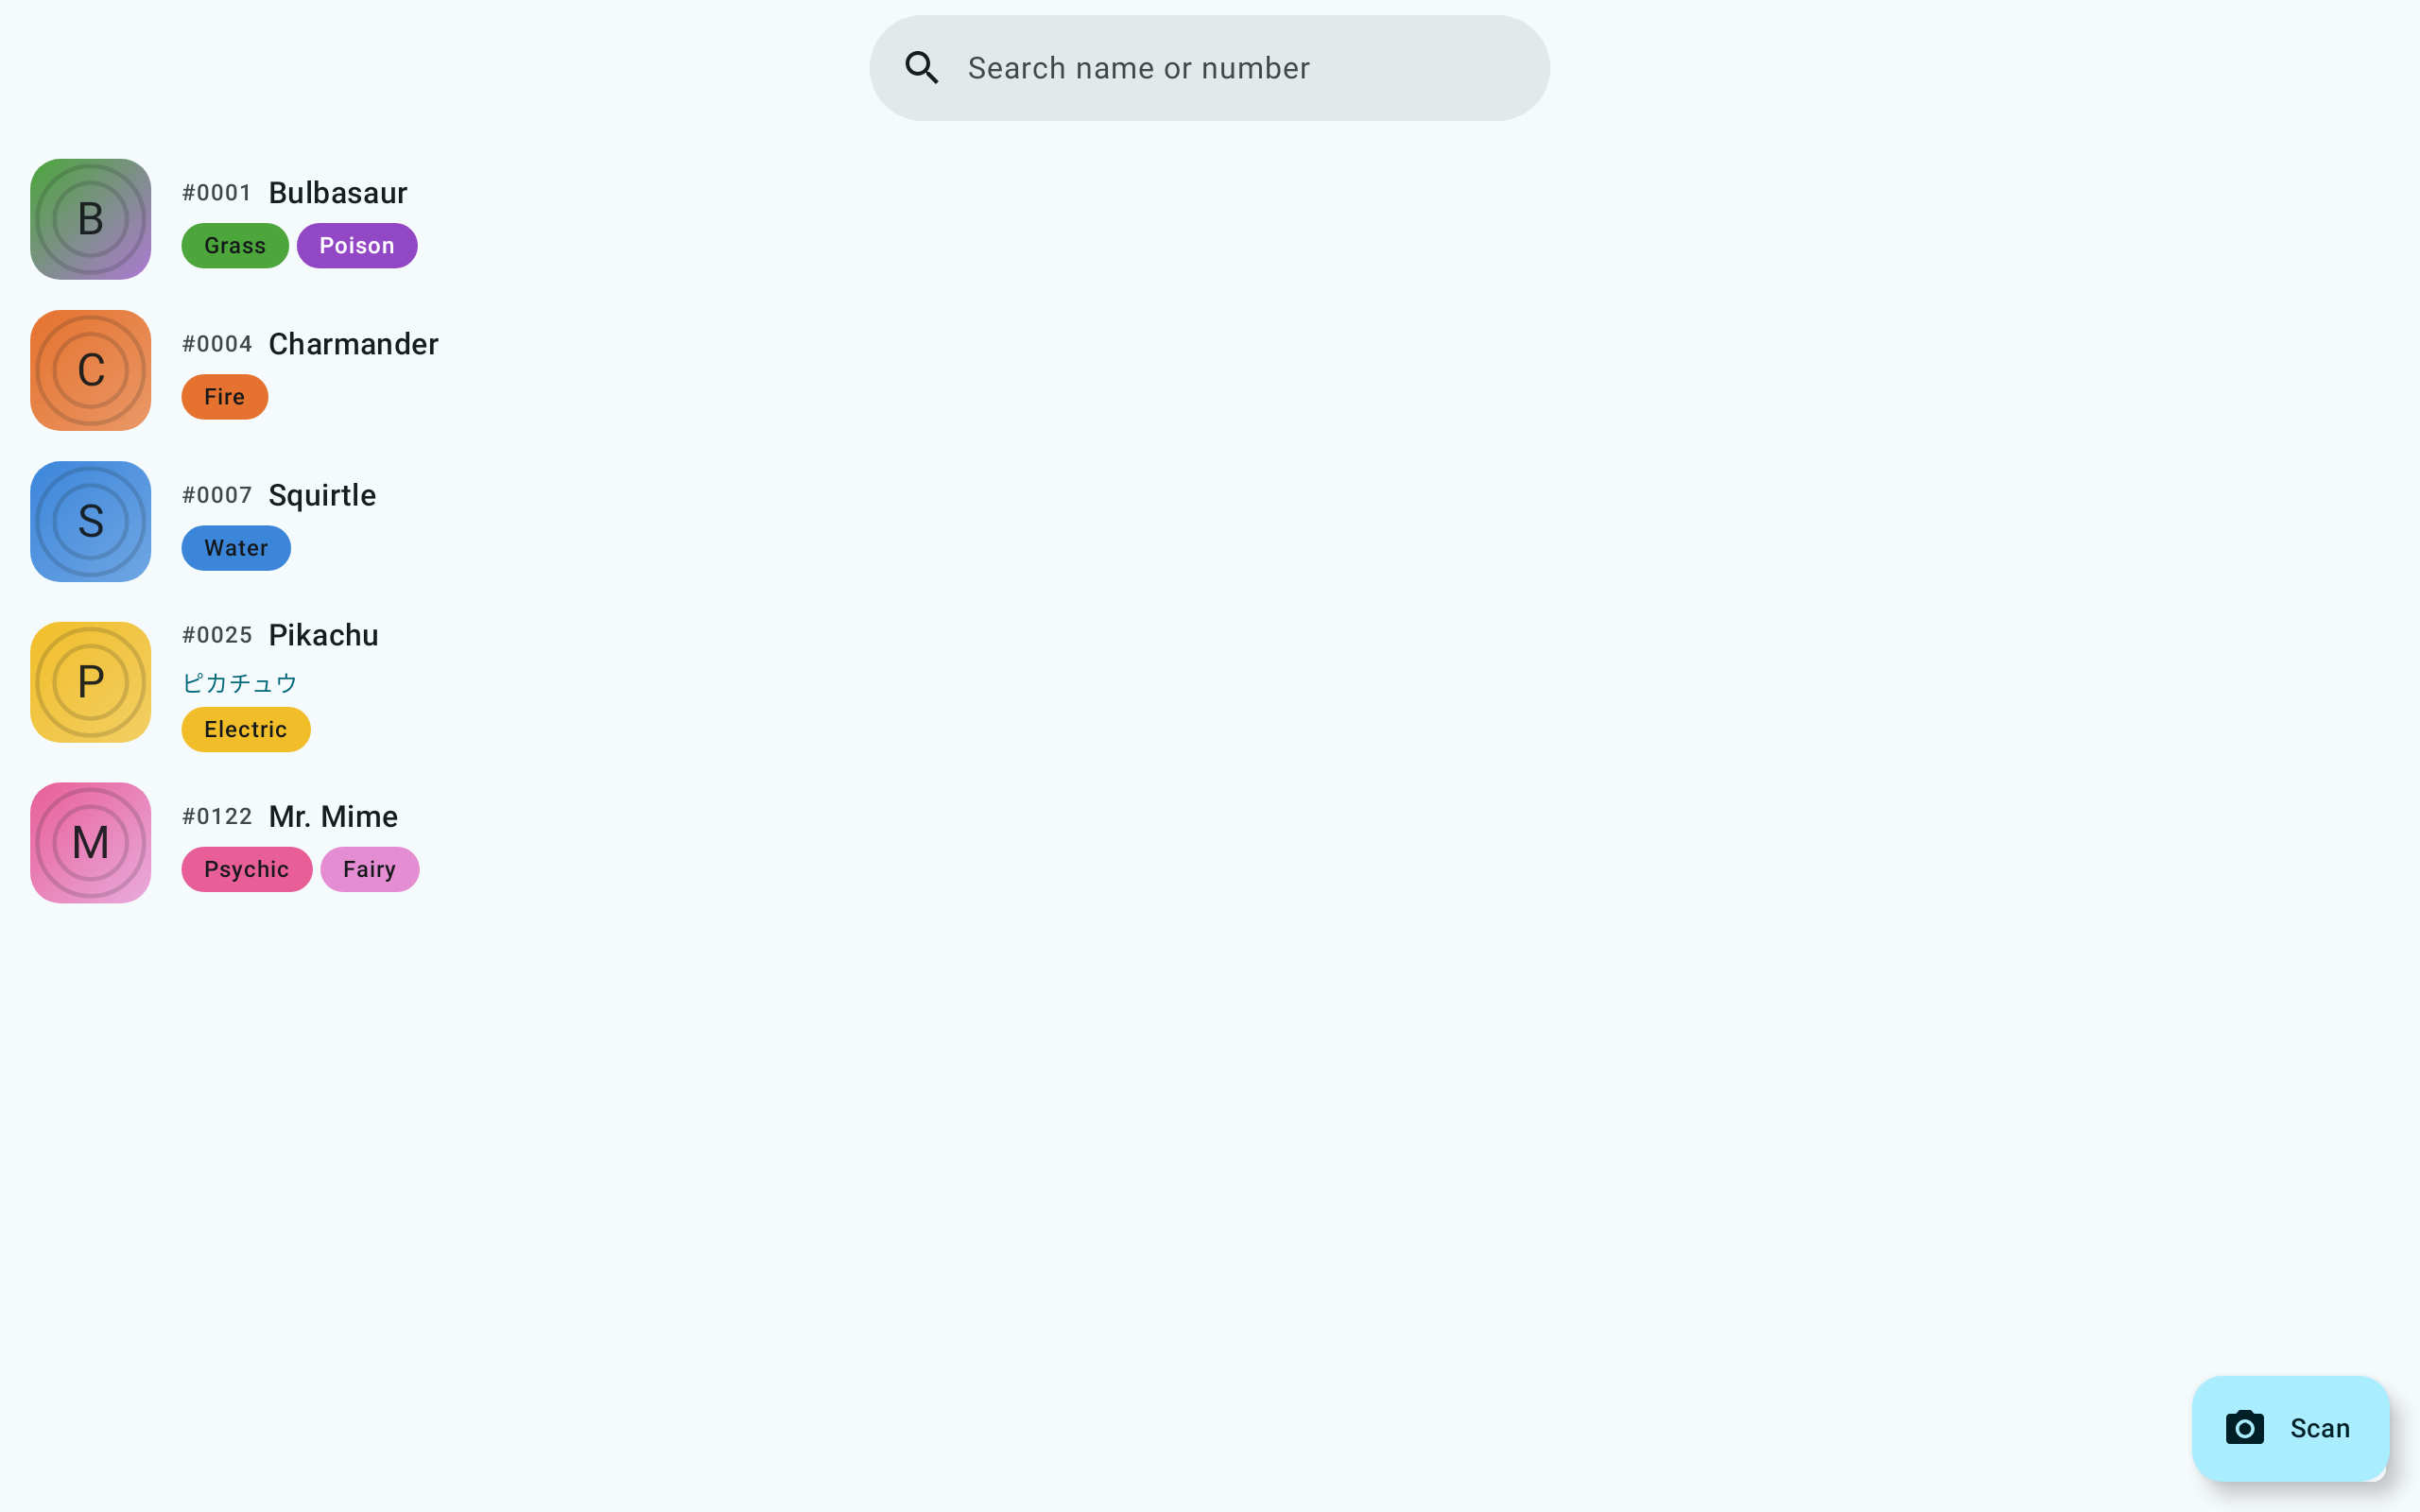 Search name or number
B
#0001 Bulbasaur
Grass Poison
C
#0004 Charmander
Fire
S
#0007 Squirtle
Water
P
#0025 Pikachu
ピカチュウ
Electric
M
#0122 Mr. Mime
Psychic Fairy
Scan